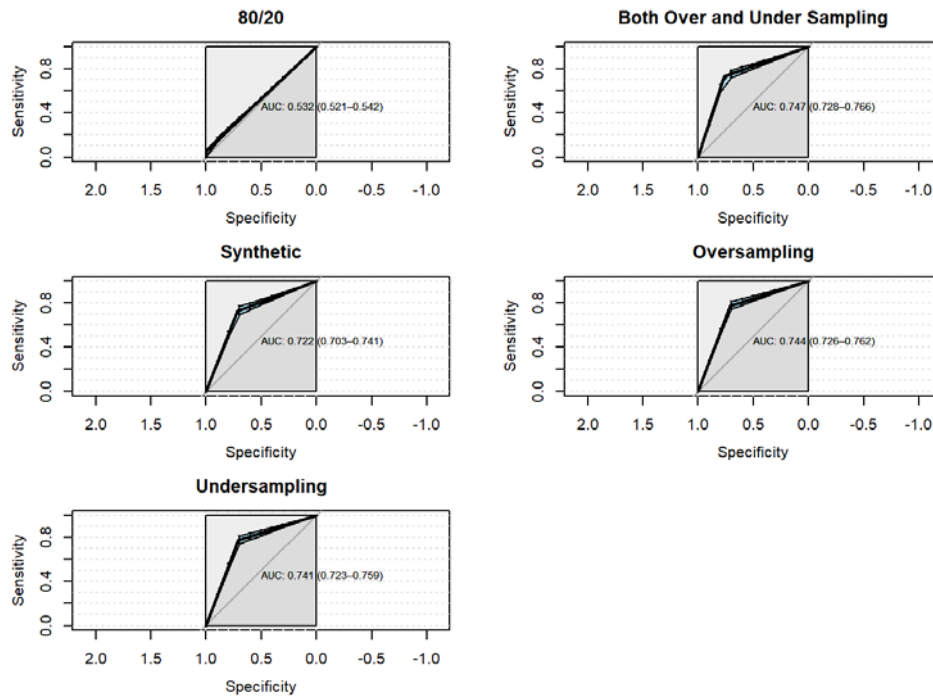 80/20
Sensitivity
0.0 0.4 0.8
AUC: 0.532 (0.521–0.542)
2.0 1.5 1.0 0.5 0.0 -0.5 -1.0
Specificity
Both Over and Under Sampling
Sensitivity
0.0 0.4 0.8
AUC: 0.747 (0.728–0.766)
2.0 1.5 1.0 0.5 0.0 -0.5 -1.0
Specificity
Synthetic
Sensitivity
0.0 0.4 0.8
AUC: 0.722 (0.703–0.741)
2.0 1.5 1.0 0.5 0.0 -0.5 -1.0
Specificity
Oversampling
Sensitivity
0.0 0.4 0.8
AUC: 0.744 (0.726–0.762)
2.0 1.5 1.0 0.5 0.0 -0.5 -1.0
Specificity
Undersampling
Sensitivity
0.0 0.4 0.8
AUC: 0.741 (0.723–0.759)
2.0 1.5 1.0 0.5 0.0 -0.5 -1.0
Specificity